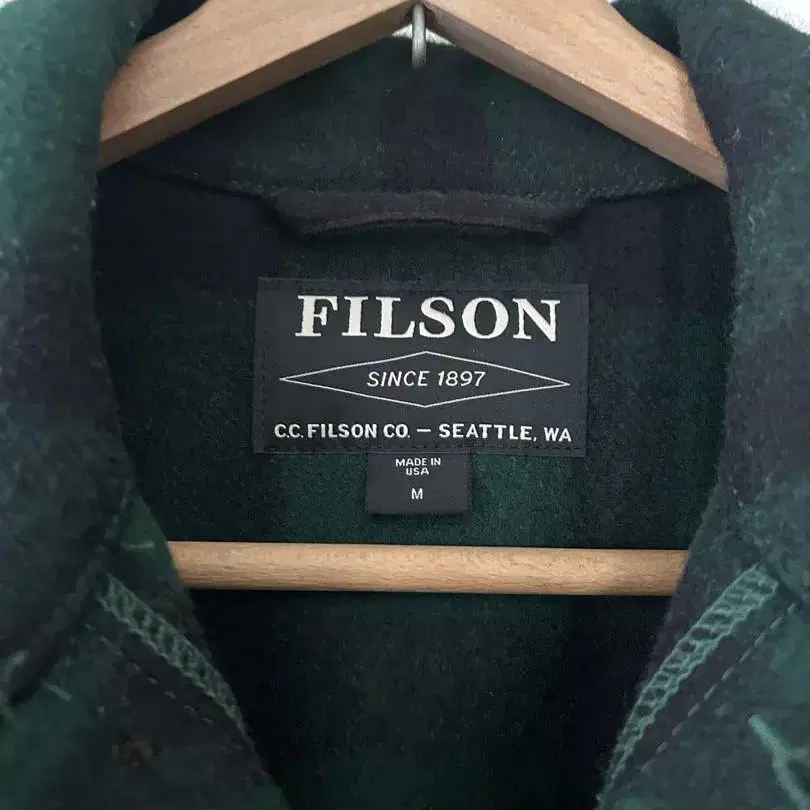 FILSON
SINCE 1897
C.C. FILSON CO. — SEATTLE, WA
MADE IN
USA
M